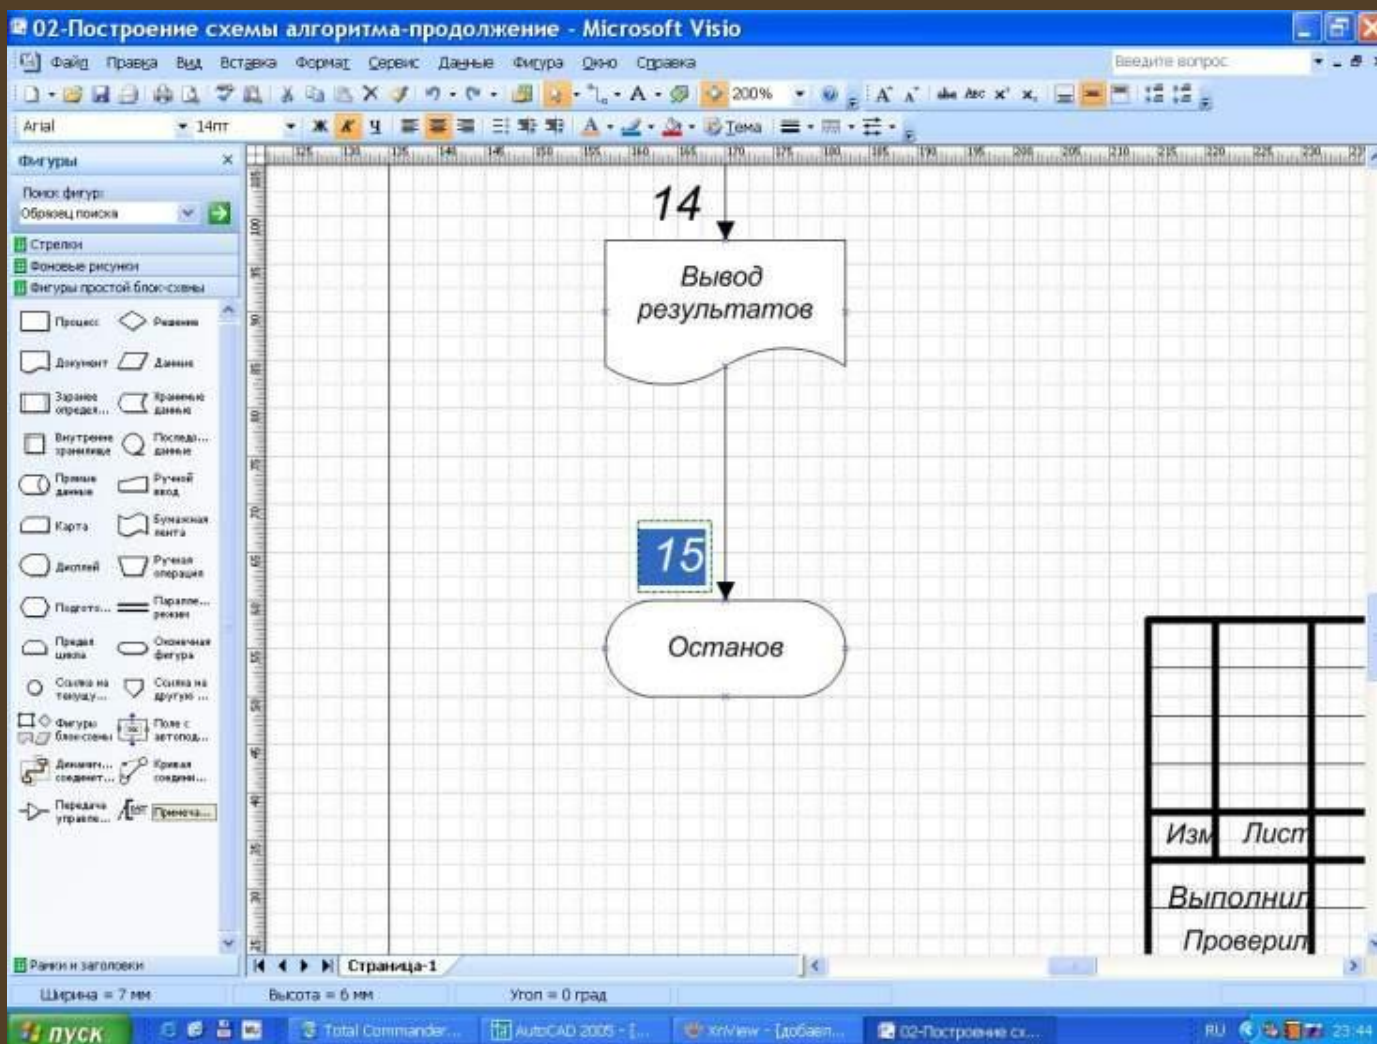 02-Построение схемы алгоритма-продолжение - Microsoft Visio
Файл Правка Вид Вставка Формат Сервис Данные Фигура Окно Справка Введите вопрос
200%
Arial 14пт Ж К Ч Тема
Фигуры
Поиск фигур:
Образец поиска
Стрелки
Фоновые рисунки
Фигуры простой блок-схемы
Процесс Решение
Документ Данные
Заранее определ... Хранимые данные
Внутреннее хранилище Последо... данные
Прямые данные Ручной ввод
Карта Бумажная лента
Дисплей Ручная операция
Подгото... Паралле... режим
Предел цикла Оконечная фигура
Ссылка на текущу... Ссылка на другую ...
Фигуры блок-схемы Поле с автопод...
Динамич... соединит... Кривая соедини...
Передача управле... Примеча...
Рамки и заголовки
14
Вывод
результатов
15
Останов
Изм Лист
Выполнил
Проверил
Страница-1
Ширина = 7 мм Высота = 6 мм Угол = 0 град
пуск Total Commander... AutoCAD 2005 - [... XnView - [добавл... 02-Построение сх... RU 23:44